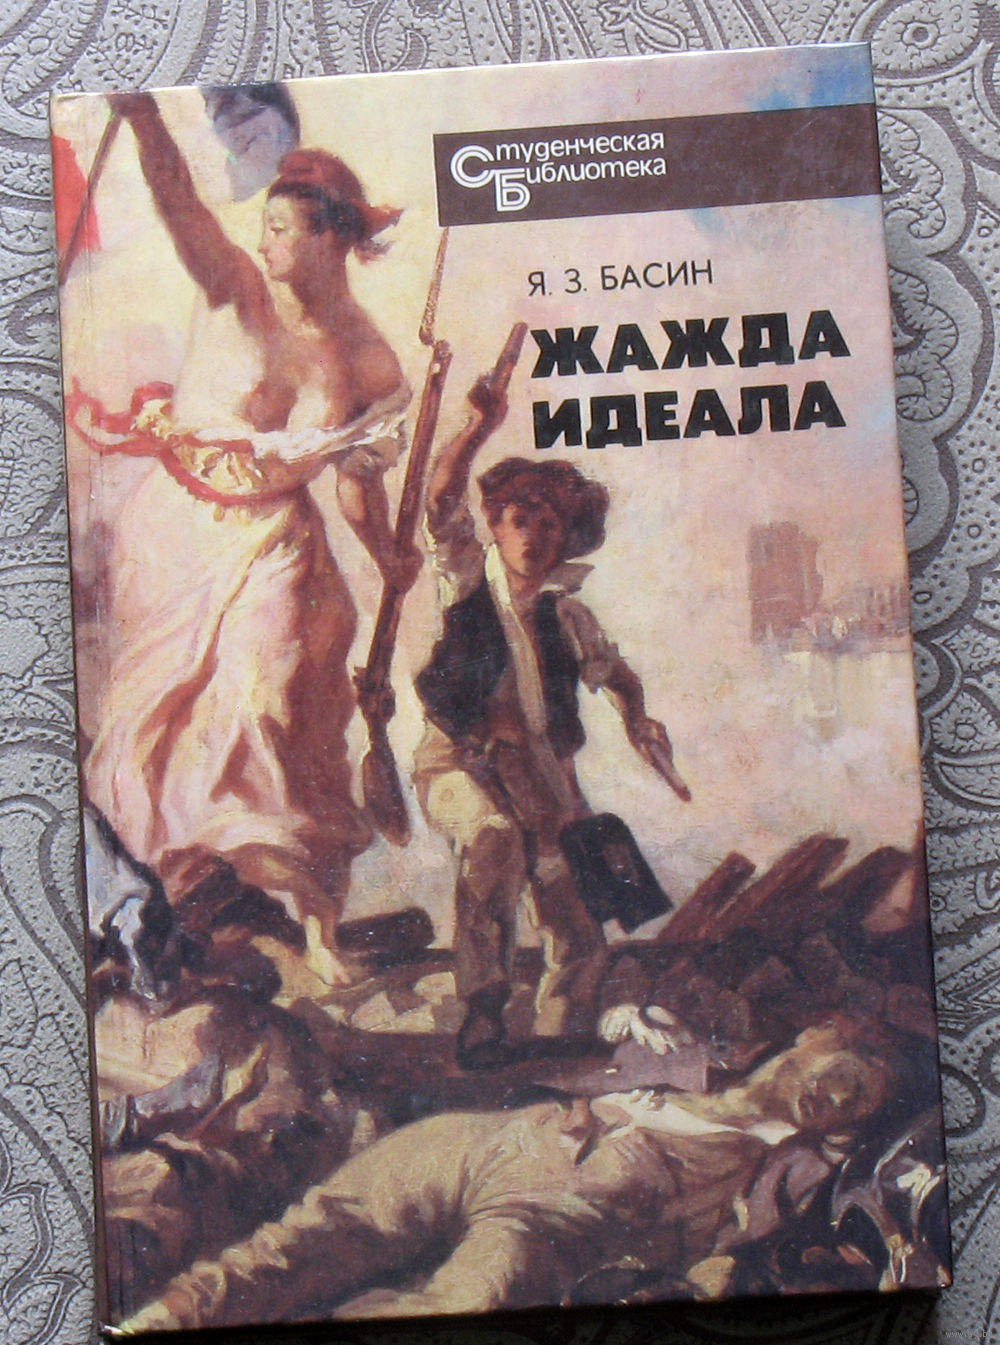 Студенческая
Библиотека
Я. З. БАСИН
ЖАЖДА
ИДЕАЛА